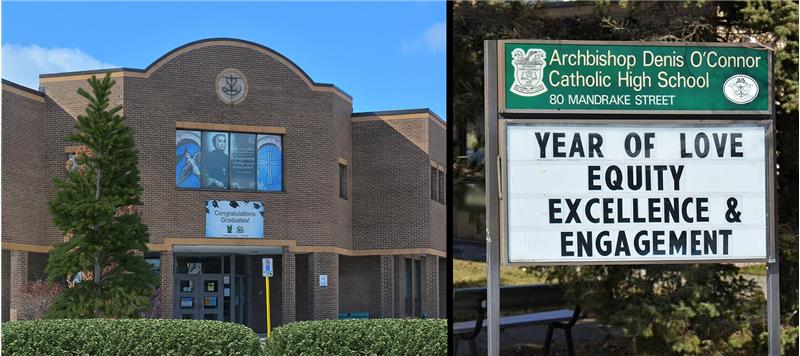 Congratulations
Graduates!
Archbishop Denis O'Connor
Catholic High School
80 MANDRAKE STREET
YEAR OF LOVE
EQUITY
EXCELLENCE &
ENGAGEMENT